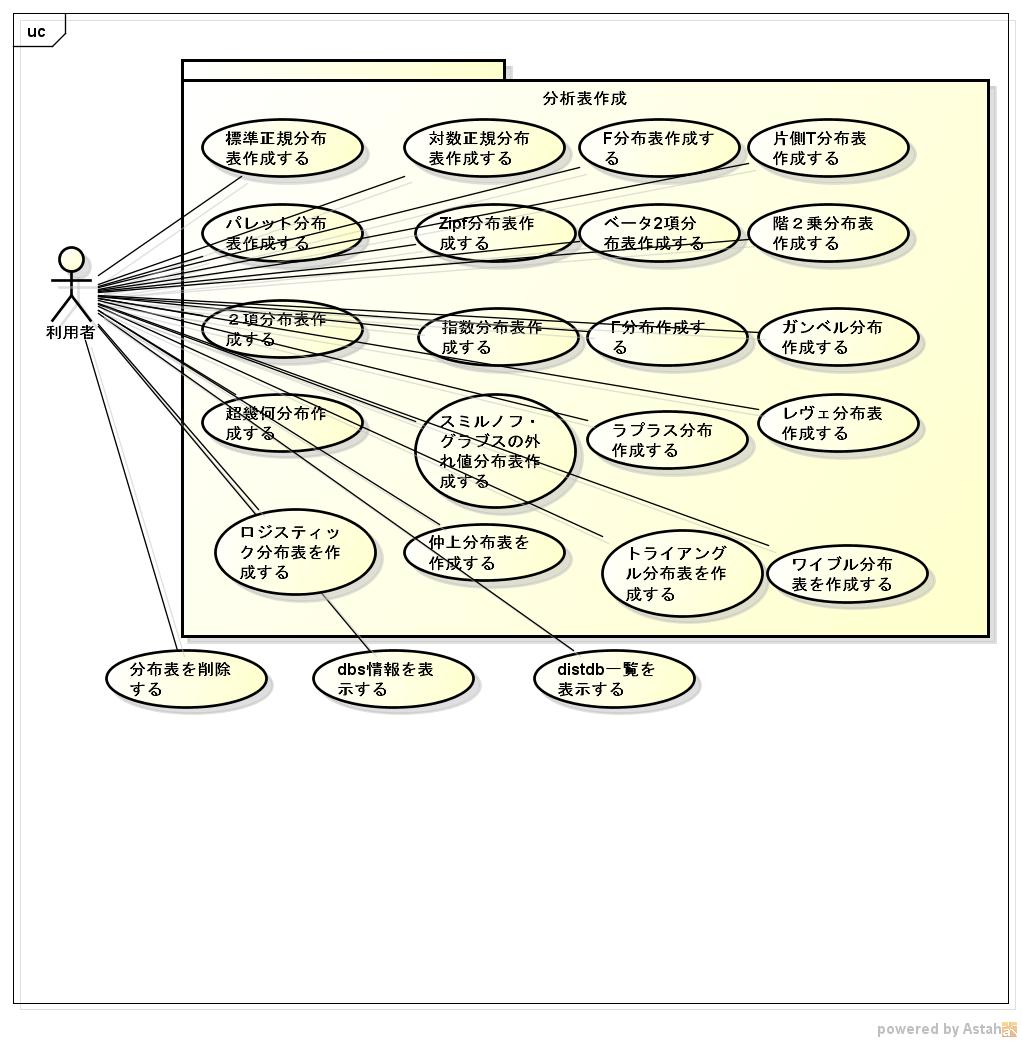 uc
分析表作成
標準正規分布
表作成する
対数正規分布
表作成する
F分布表作成す
る
片側T分布表
作成する
パレット分布
表作成する
Zipf分布表作
成する
ベータ2項分
布表作成する
階２乗分布表
作成する
利用者
２項分布表作
成する
指数分布表作
成する
Γ分布作成す
る
ガンベル分布
作成する
超幾何分布作
成する
スミルノフ・
グラブスの外
れ値分布表作
成する
ラプラス分布
作成する
レヴェ分布表
作成する
ロジスティッ
ク分布表を作
成する
仲上分布表を
作成する
トライアング
ル分布表を作
成する
ワイブル分布
表を作成する
分布表を削除
する
dbs情報を表
示する
distdb一覧を
表示する
powered by Astah